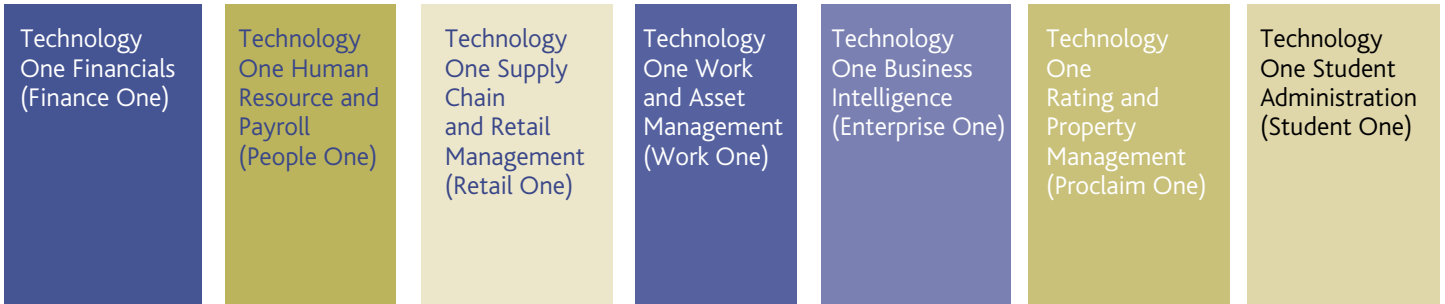 Technology
One Financials
(Finance One)
Technology
One Human
Resource and
Payroll
(People One)
Technology
One Supply
Chain
and Retail
Management
(Retail One)
Technology
One Work
and Asset
Management
(Work One)
Technology
One Business
Intelligence
(Enterprise One)
Technology
One
Rating and
Property
Management
(Proclaim One)
Technology
One Student
Administration
(Student One)